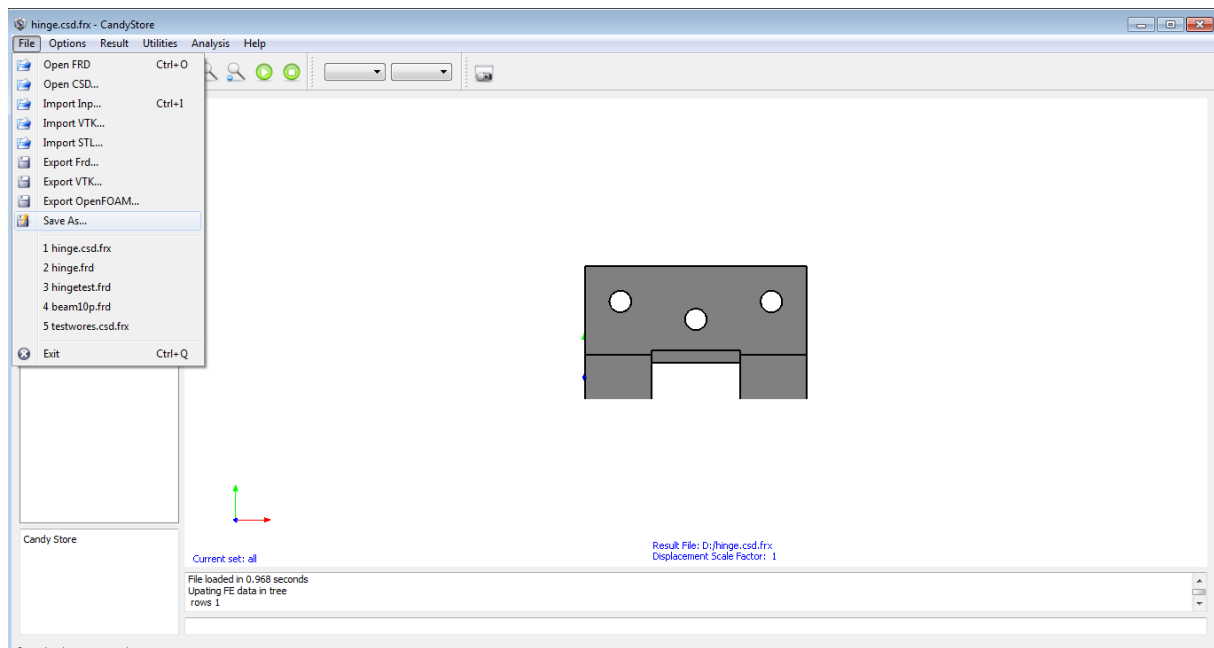 hinge.csd.frx - CandyStore
File Options Result Utilities Analysis Help
Open FRD Ctrl+O
Open CSD...
Import Inp... Ctrl+I
Import VTK...
Import STL...
Export Frd...
Export VTK...
Export OpenFOAM...
Save As...
1 hinge.csd.frx
2 hinge.frd
3 hingetest.frd
4 beam10p.frd
5 testwores.csd.frx
Exit Ctrl+Q
Candy Store
Current set: all
Result File: D:/hinge.csd.frx
Displacement Scale Factor: 1
File loaded in 0.968 seconds
Upating FE data in tree
rows 1